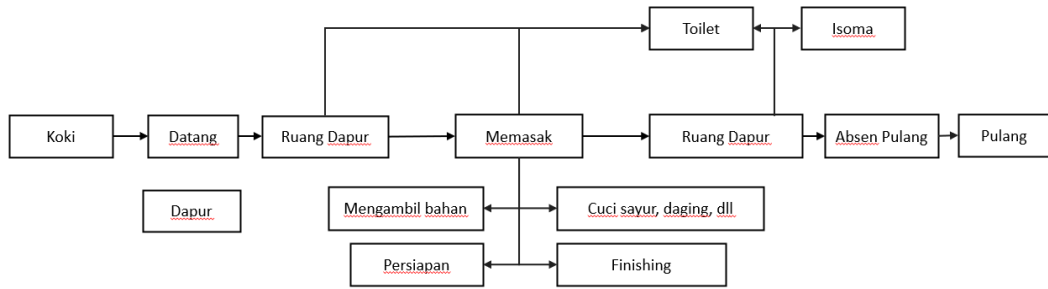 Toilet
Isoma
Koki
Datang
Ruang Dapur
Memasak
Ruang Dapur
Absen Pulang
Pulang
Dapur
Mengambil bahan
Cuci sayur, daging, dll
Persiapan
Finishing